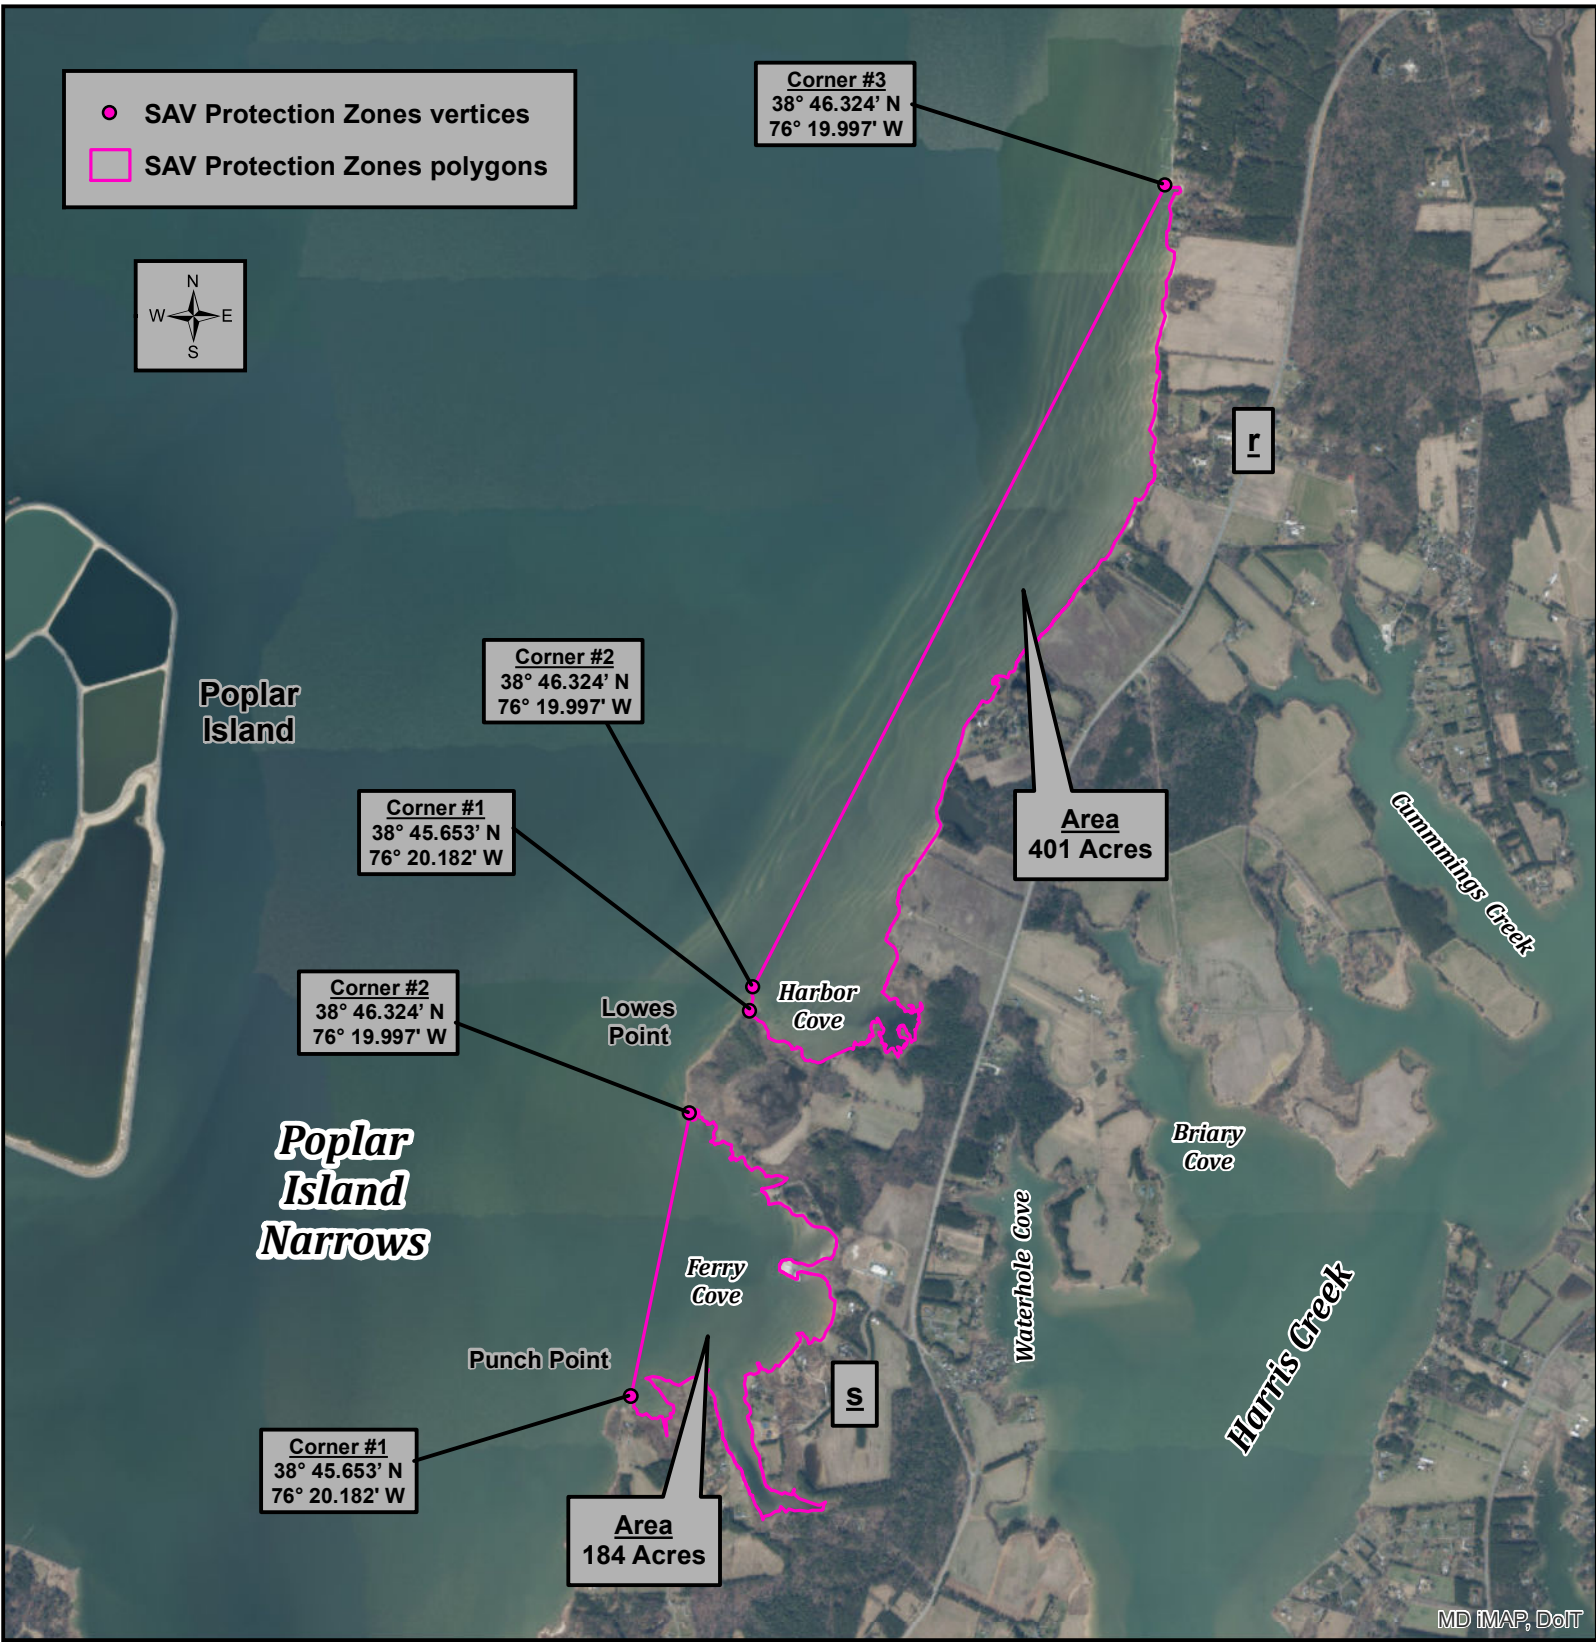 SAV Protection Zones vertices
SAV Protection Zones polygons
N
W E
S
Corner #3
38° 46.324’ N
76° 19.997' W
r
Corner #2
38° 46.324’ N
76° 19.997' W
Poplar
Island
Corner #1
38° 45.653’ N
76° 20.182' W
Area
401 Acres
Cummmings Creek
Corner #2
38° 46.324’ N
76° 19.997' W
Lowes
Point
Harbor
Cove
Poplar
Island
Narrows
Briary
Cove
Waterhole Cove
Ferry
Cove
Harris Creek
Punch Point
s
Corner #1
38° 45.653’ N
76° 20.182' W
Area
184 Acres
MD iMAP, DoIT